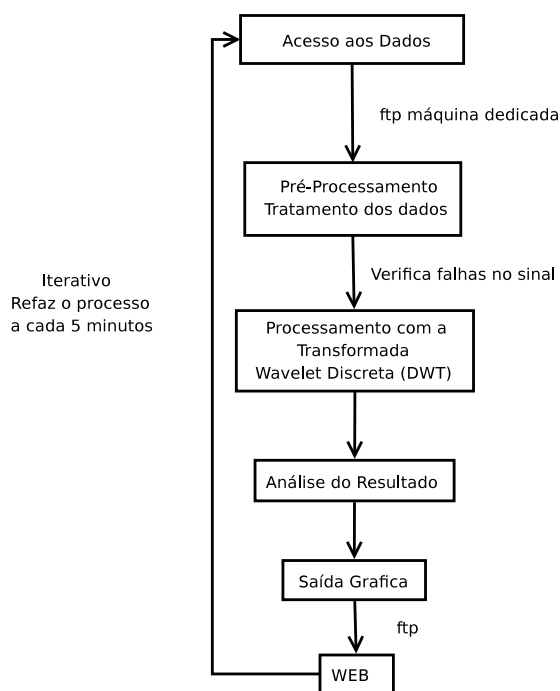 Acesso aos Dados
ftp máquina dedicada
Pré-Processamento
Tratamento dos dados
Verifica falhas no sinal
Iterativo
Refaz o processo
a cada 5 minutos
Processamento com a
Transformada
Wavelet Discreta (DWT)
Análise do Resultado
Saída Grafica
ftp
WEB